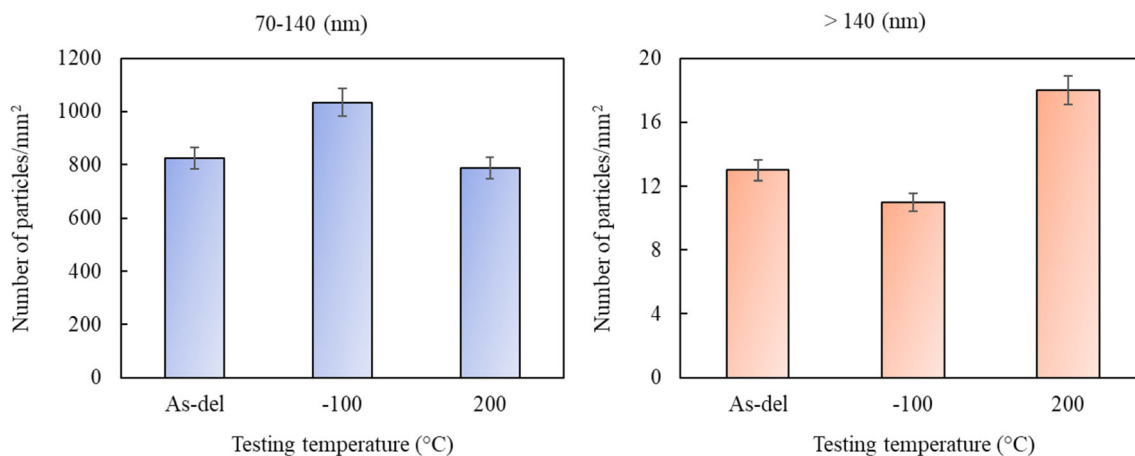 70-140 (nm)
Number of particles/mm²
1200
1000
800
600
400
200
0
As-del -100 200
Testing temperature (°C)
> 140 (nm)
Number of particles/mm²
20
16
12
8
4
0
As-del -100 200
Testing temperature (°C)